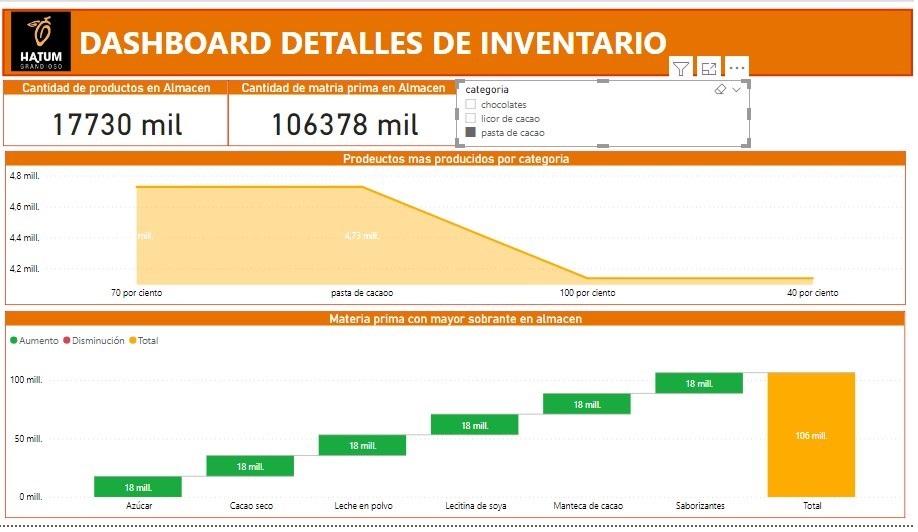 HATUM
GRAND OSO
DASHBOARD DETALLES DE INVENTARIO
Cantidad de productos en Almacen
17730 mil
Cantidad de matria prima en Almacen
106378 mil
categoria
chocolates
licor de cacao
pasta de cacao
Prodeuctos mas producidos por categoria
4,8 mill.
4,6 mill.
4,4 mill.
4,2 mill.
mill.
4,73 mill.
70 por ciento
pasta de cacaoo
100 por ciento
40 por ciento
Materia prima con mayor sobrante en almacen
Aumento Disminución Total
100 mill.
50 mill.
0 mill.
18 mill.
18 mill.
18 mill.
18 mill.
18 mill.
18 mill.
106 mill.
Azúcar
Cacao seco
Leche en polvo
Lecitina de soya
Manteca de cacao
Saborizantes
Total